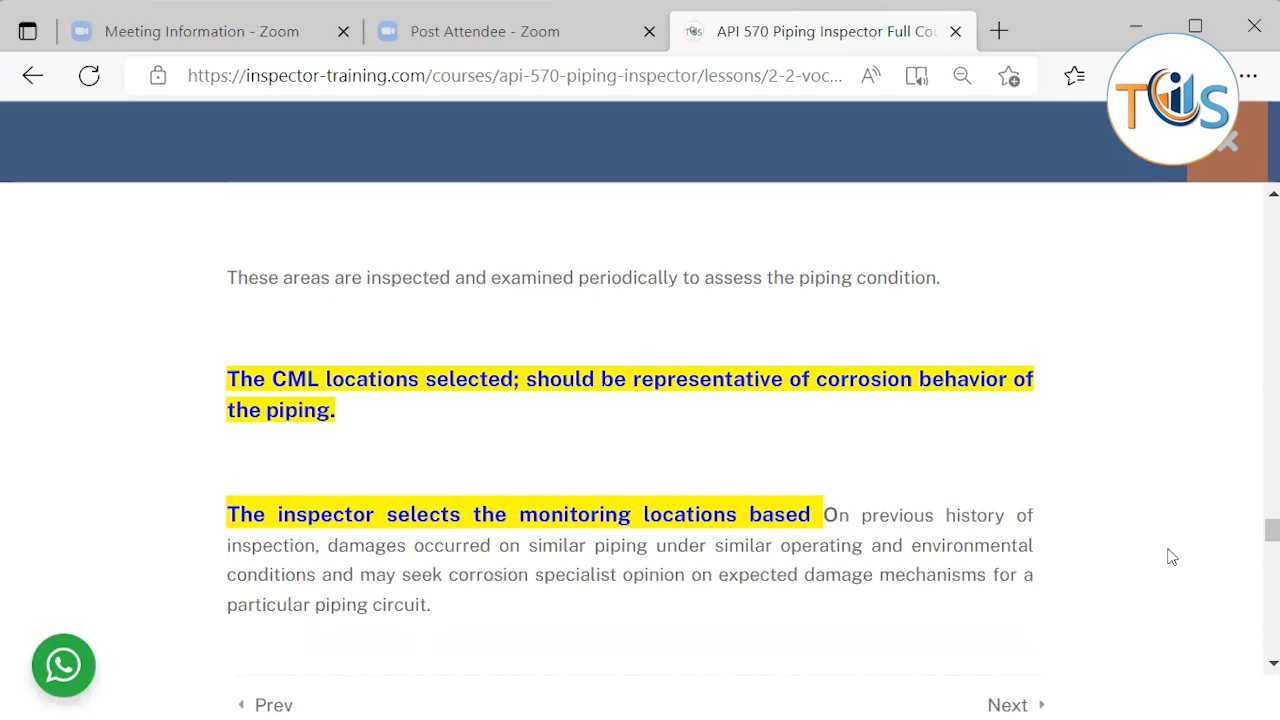 Meeting Information - Zoom
Post Attendee - Zoom
API 570 Piping Inspector Full Co
https://inspector-training.com/courses/api-570-piping-inspector/lessons/2-2-voc...
TIS
These areas are inspected and examined periodically to assess the piping condition.
The CML locations selected; should be representative of corrosion behavior of
the piping.
The inspector selects the monitoring locations based On previous history of
inspection, damages occurred on similar piping under similar operating and environmental
conditions and may seek corrosion specialist opinion on expected damage mechanisms for a
particular piping circuit.
Prev
Next